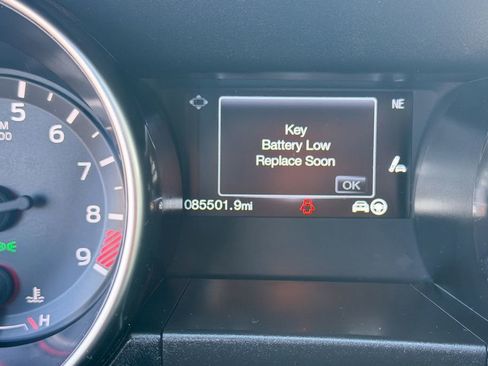 NE
Key
Battery Low
Replace Soon
OK
085501.9mi
5
6
7
8
9
H